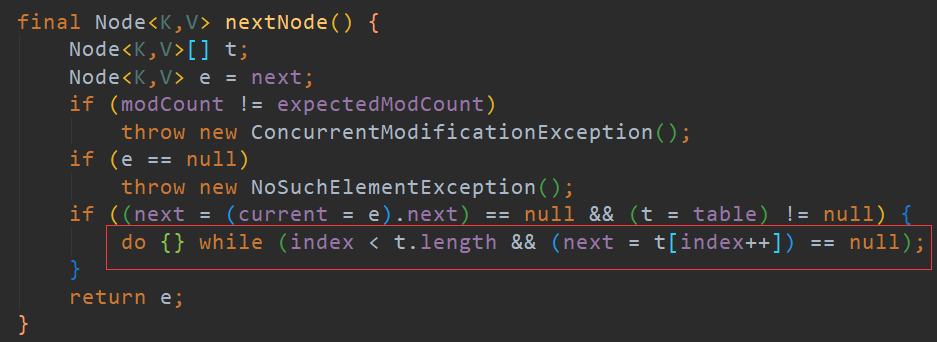 final Node<K,V> nextNode() {
    Node<K,V>[] t;
    Node<K,V> e = next;
    if (modCount != expectedModCount)
        throw new ConcurrentModificationException();
    if (e == null)
        throw new NoSuchElementException();
    if ((next = (current = e).next) == null && (t = table) != null) {
        do {} while (index < t.length && (next = t[index++]) == null);
    }
    return e;
}